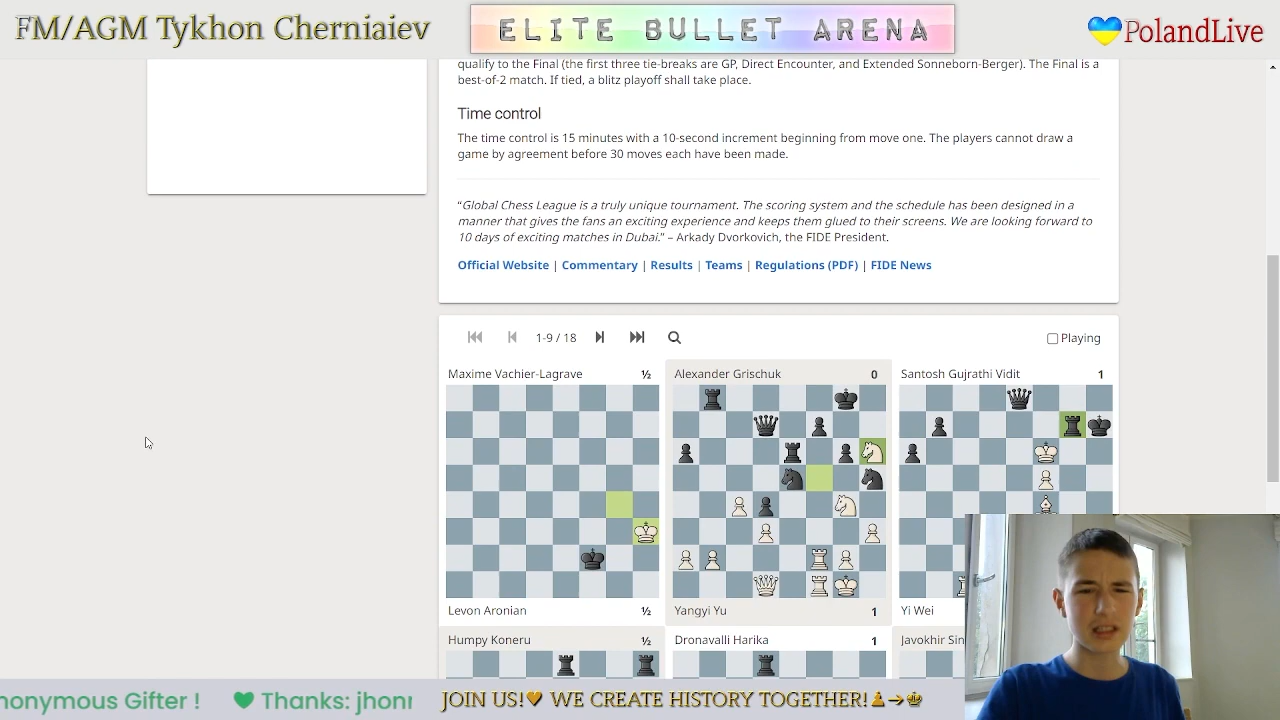 FM/AGM Tykhon Cherniaiev
ELITE BULLET ARENA
PolandLive
qualify to the Final (the first three tie-breaks are GP, Direct Encounter, and Extended Sonneborn-Berger). The Final is a
best-of-2 match. If tied, a blitz playoff shall take place.
Time control
The time control is 15 minutes with a 10-second increment beginning from move one. The players cannot draw a
game by agreement before 30 moves each have been made.
“Global Chess League is a truly unique tournament. The scoring system and the schedule has been designed in a
manner that gives the fans an exciting experience and keeps them glued to their screens. We are looking forward to
10 days of exciting matches in Dubai.” – Arkady Dvorkovich, the FIDE President.
Official Website | Commentary | Results | Teams | Regulations (PDF) | FIDE News
1-9 / 18
Playing
Maxime Vachier-Lagrave ½
Alexander Grischuk 0
Santosh Gujrathi Vidit 1
Levon Aronian ½
Yangyi Yu 1
Yi Wei
Humpy Koneru ½
Dronavalli Harika 1
Javokhir Sin
nonymous Gifter ! Thanks: jhonr
JOIN US! WE CREATE HISTORY TOGETHER!